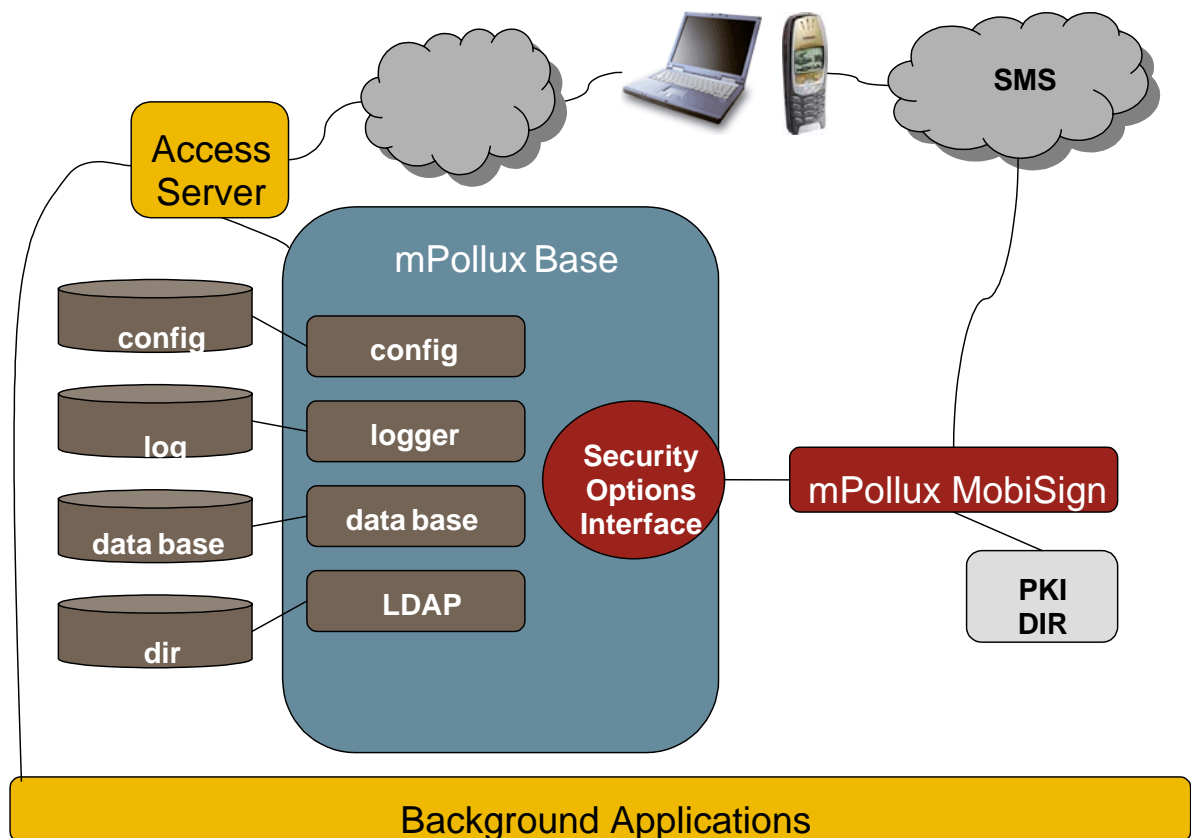 SMS
Access
Server
mPollux Base
config
config
log
logger
Security
Options
Interface
mPollux MobiSign
data base
data base
dir
LDAP
PKI
DIR
Background Applications